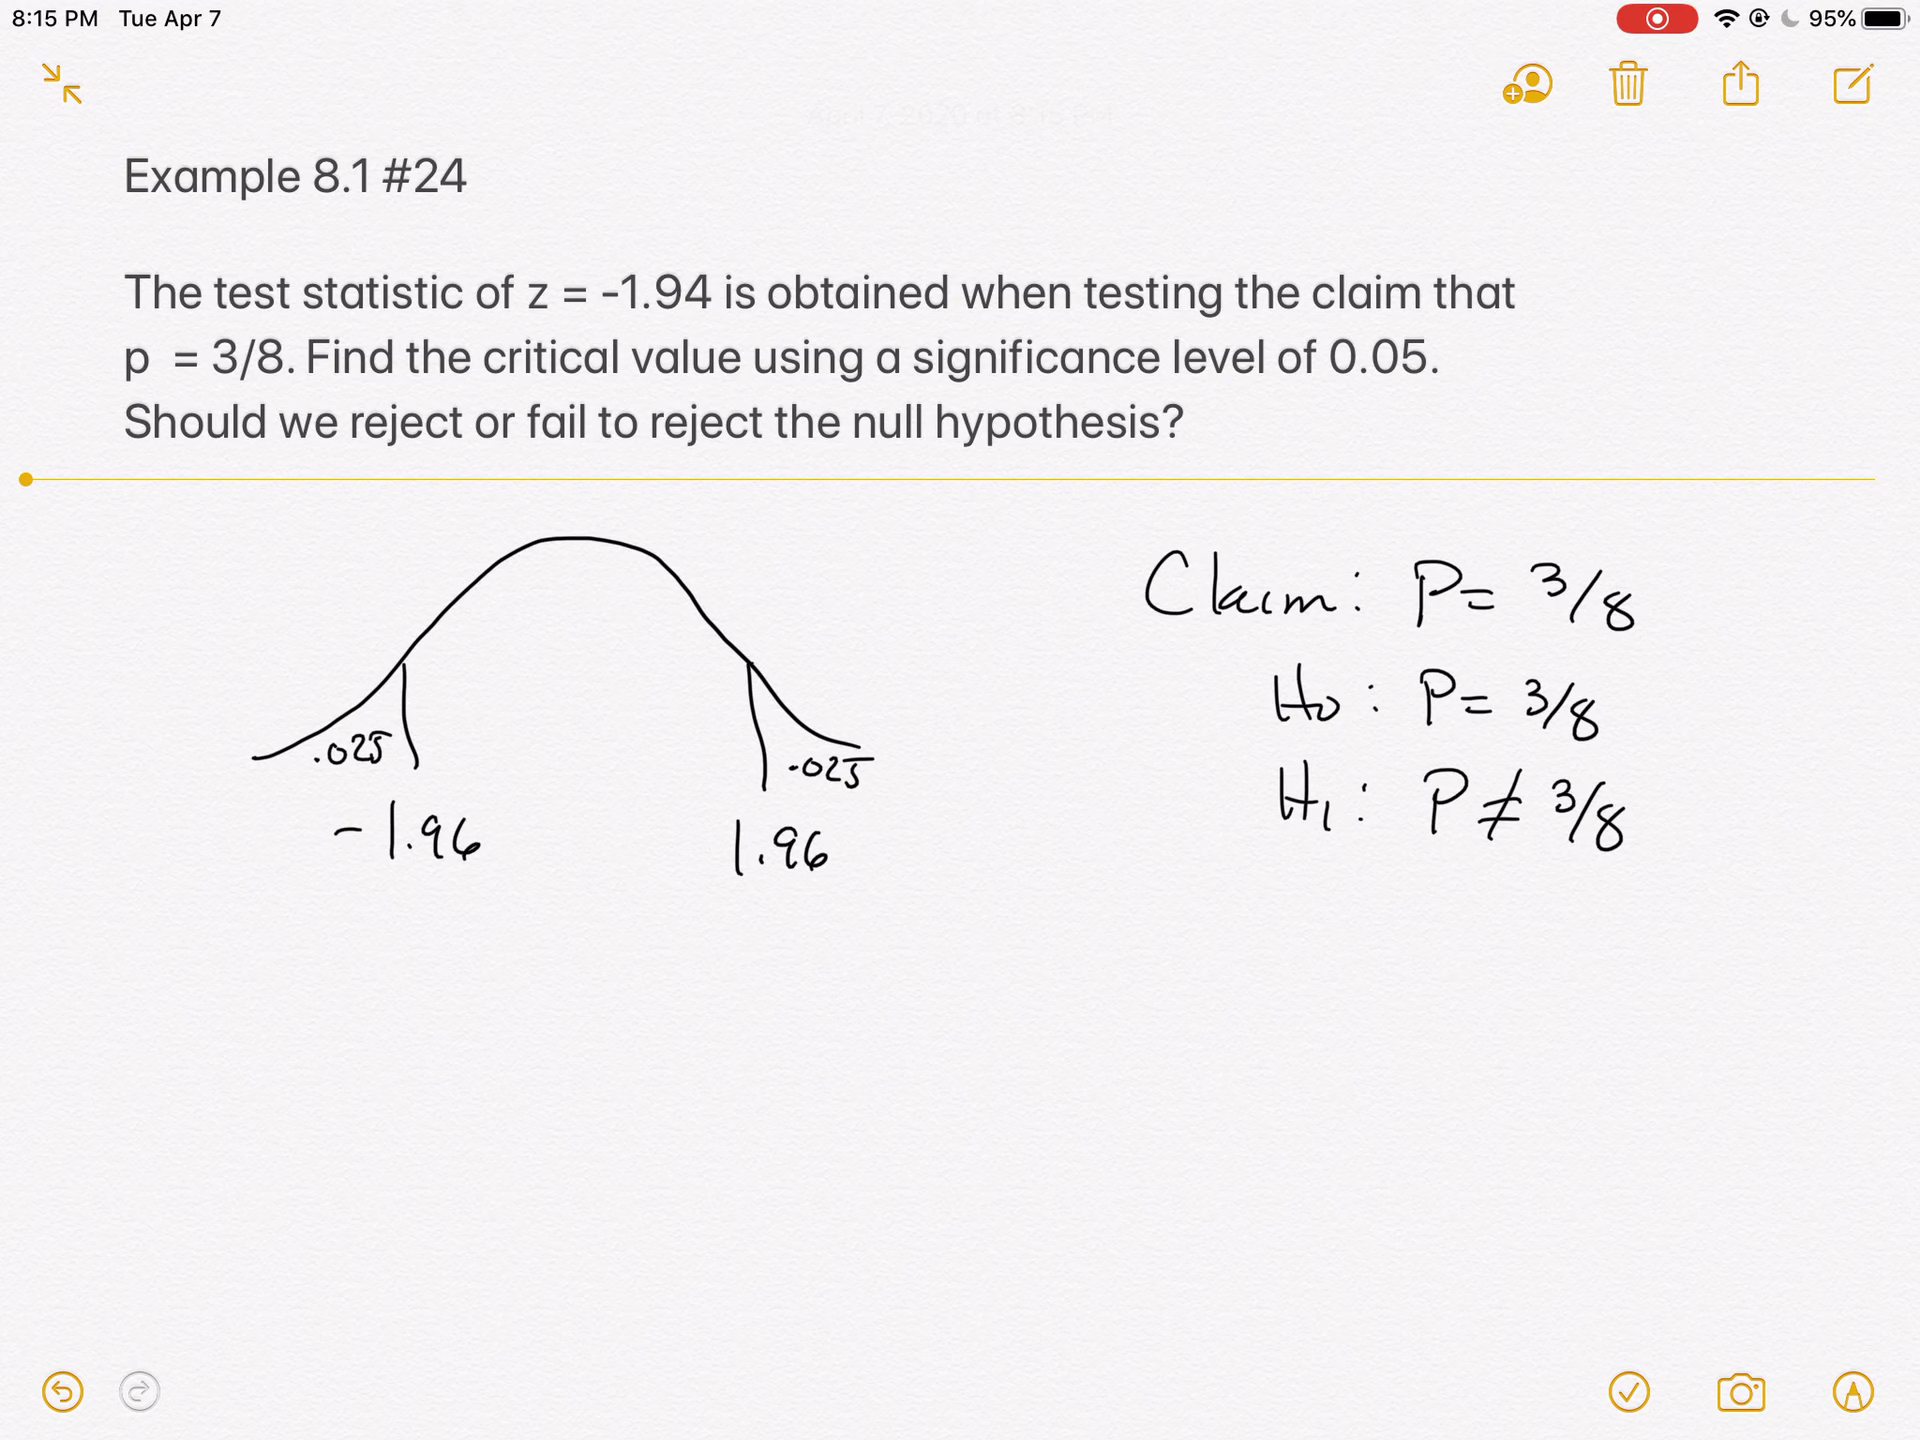 8:15 PM Tue Apr 7
95%
Example 8.1 #24
The test statistic of z = -1.94 is obtained when testing the claim that
p = 3/8. Find the critical value using a significance level of 0.05.
Should we reject or fail to reject the null hypothesis?
Claim: P = 3/8
H0: P = 3/8
H1: P ≠ 3/8
.025
.025
-1.96
1.96